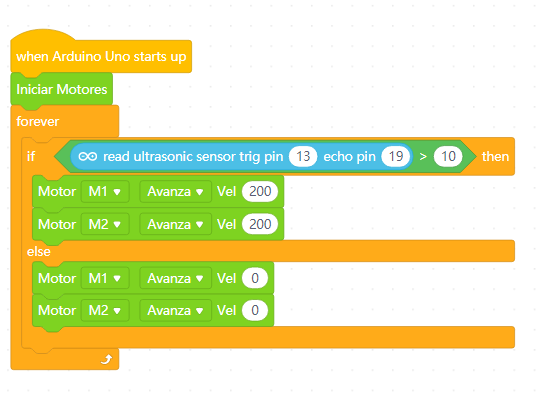 when Arduino Uno starts up
Iniciar Motores
forever
if read ultrasonic sensor trig pin 13 echo pin 19 > 10 then
Motor M1 Avanza Vel 200
Motor M2 Avanza Vel 200
else
Motor M1 Avanza Vel 0
Motor M2 Avanza Vel 0